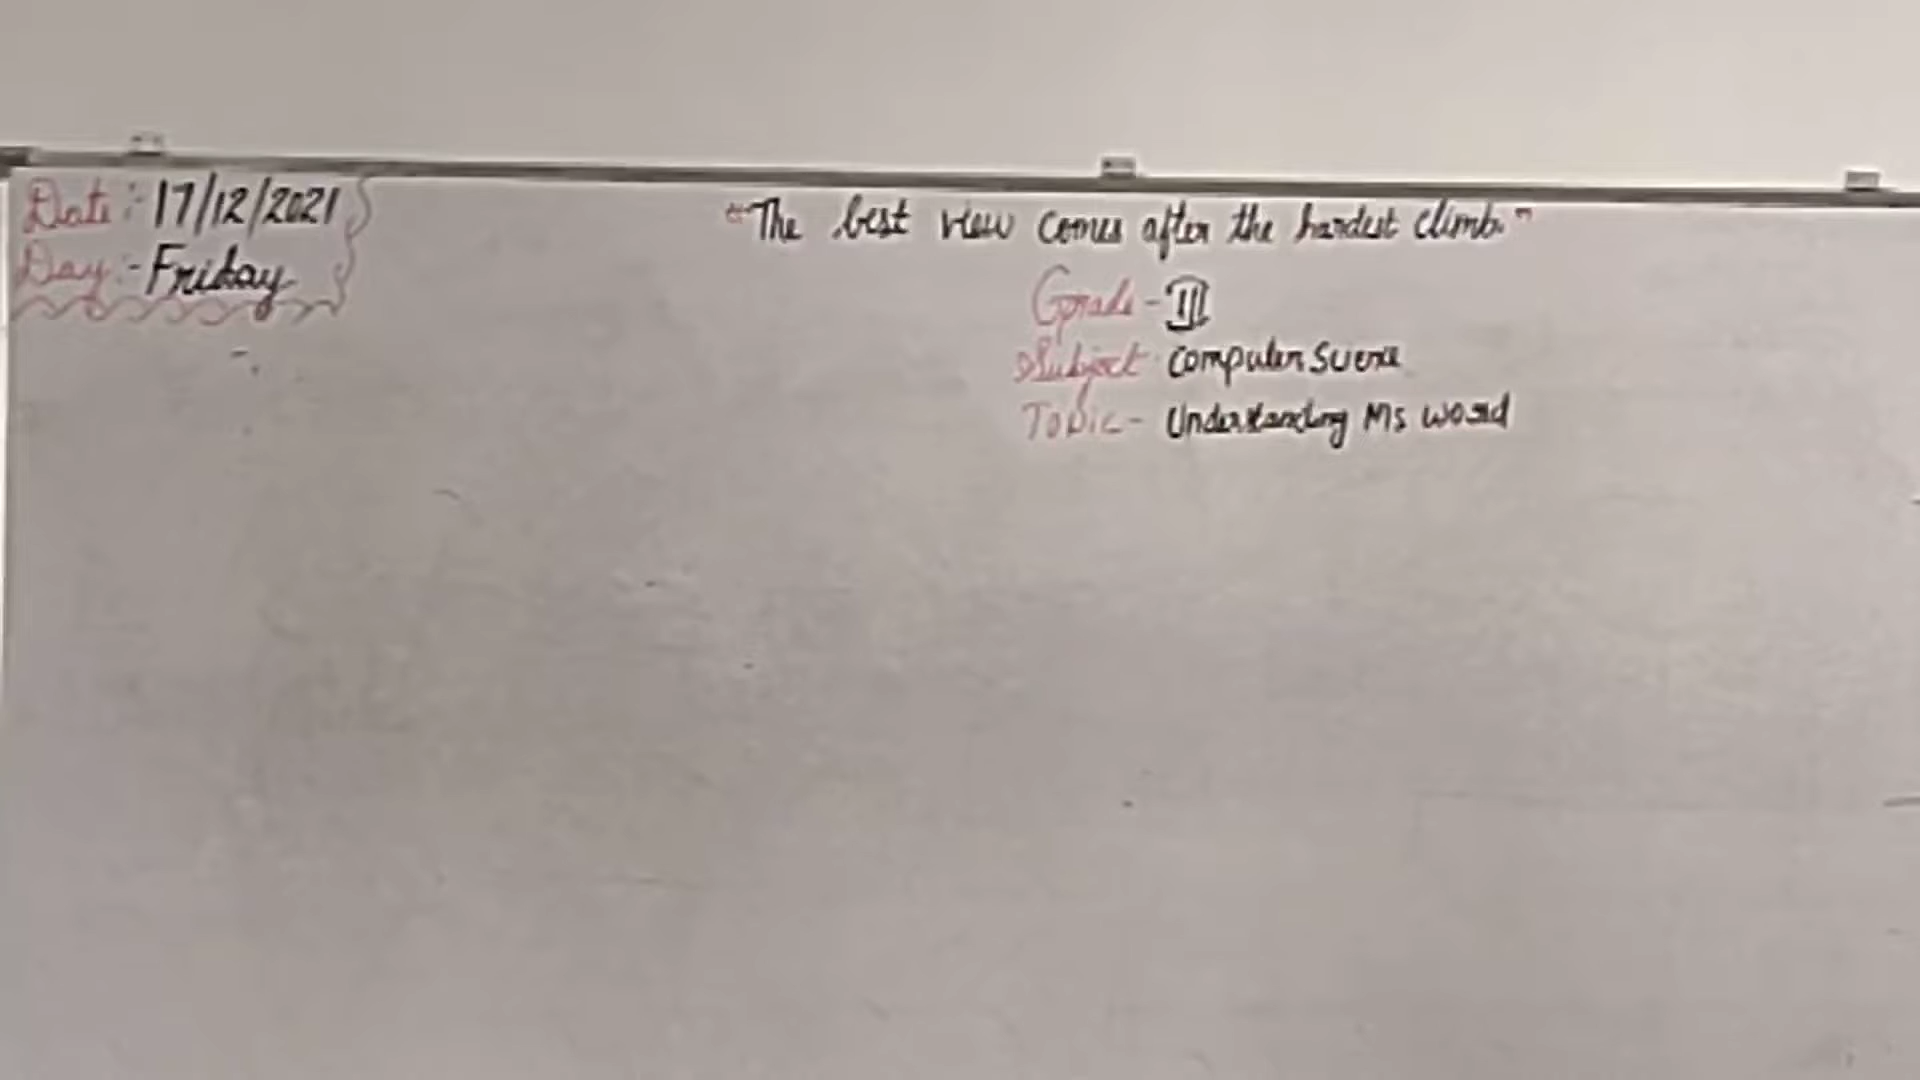 Date :- 17/12/2021
Day :- Friday
"The best view comes after the hardest climb."
Grade - III
Subject Computer Science
Topic - Understanding Ms word